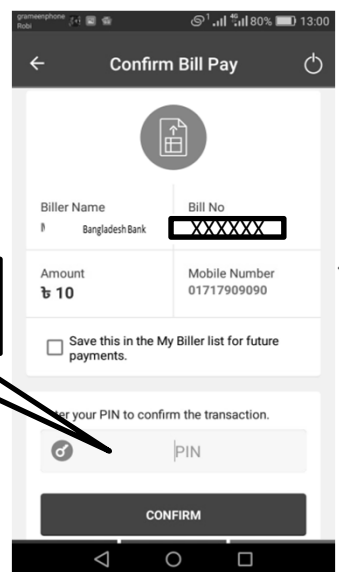 grameenphone
Robi
1 4G 80% 13:00
Confirm Bill Pay
Biller Name
Bangladesh Bank
Bill No
XXXXXX
Amount
৳ 10
Mobile Number
01717909090
Save this in the My Biller list for future
payments.
your PIN to confirm the transaction.
PIN
CONFIRM